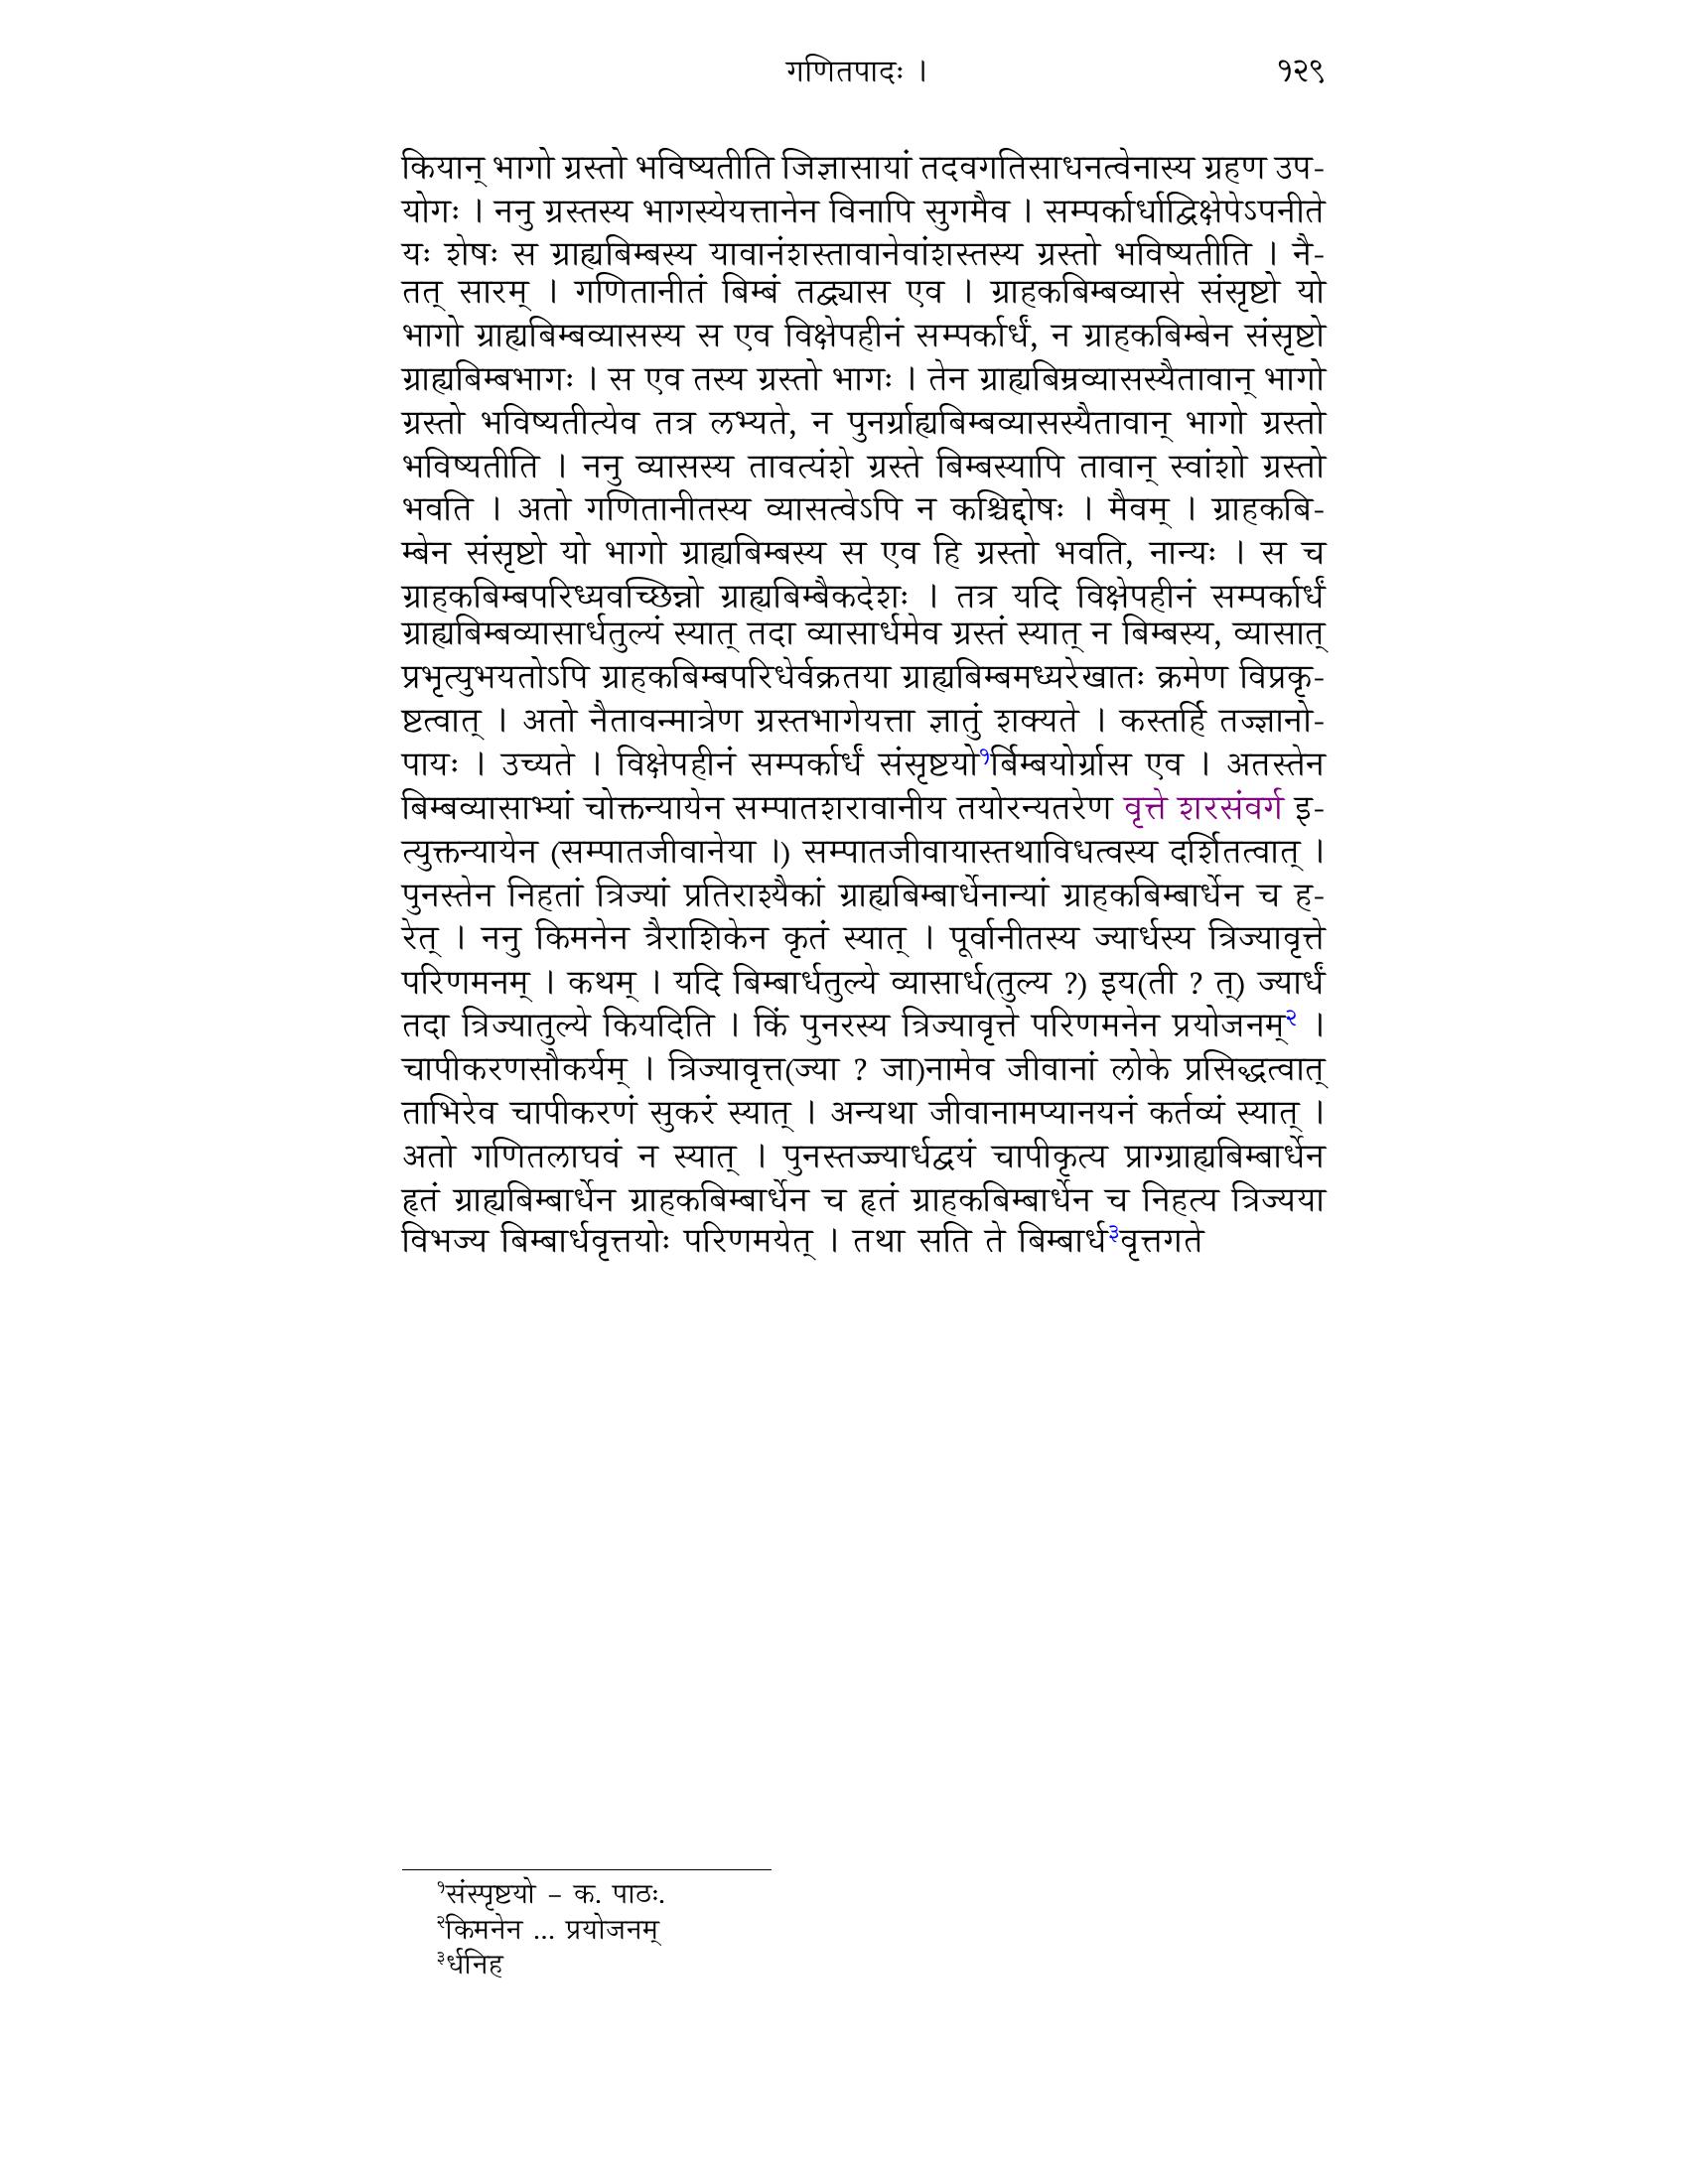 गणितपादः । १२९
कियान् भागो ग्रस्तो भविष्यतीति जिज्ञासायां तदवगतिसाधनत्वेनास्य ग्रहण उप-
योगः । ननु ग्रस्तस्य भागस्येयत्तानेन विनापि सुगमैव । सम्पर्कार्धाद्विक्षेपेऽपनीते
यः शेषः स ग्राह्यबिम्बस्य यावानंशस्तावानेवांशस्तस्य ग्रस्तो भविष्यतीति । नै-
तत् सारम् । गणितानीतं बिम्बं तद्व्यास एव । ग्राहकबिम्बव्यासे संसृष्टो यो
भागो ग्राह्यबिम्बव्यासस्य स एव विक्षेपहीनं सम्पर्कार्धं, न ग्राहकबिम्बेन संसृष्टो
ग्राह्यबिम्बभागः । स एव तस्य ग्रस्तो भागः । तेन ग्राह्यबिम्रव्यासस्यैतावान् भागो
ग्रस्तो भविष्यतीत्येव तत्र लभ्यते, न पुनर्ग्राह्यबिम्बव्यासस्यैतावान् भागो ग्रस्तो
भविष्यतीति । ननु व्यासस्य तावत्यंशे ग्रस्ते बिम्बस्यापि तावान् स्वांशो ग्रस्तो
भवति । अतो गणितानीतस्य व्यासत्वेऽपि न कश्चिद्दोषः । मैवम् । ग्राहकबि-
म्बेन संसृष्टो यो भागो ग्राह्यबिम्बस्य स एव हि ग्रस्तो भवति, नान्यः । स च
ग्राहकबिम्बपरिध्यवच्छिन्नो ग्राह्यबिम्बैकदेशः । तत्र यदि विक्षेपहीनं सम्पर्कार्धं
ग्राह्यबिम्बव्यासार्धतुल्यं स्यात् तदा व्यासार्धमेव ग्रस्तं स्यात् न बिम्बस्य, व्यासात्
प्रभृत्युभयतोऽपि ग्राहकबिम्बपरिधेर्वक्रतया ग्राह्यबिम्बमध्यरेखातः क्रमेण विप्रकृ-
ष्टत्वात् । अतो नैतावन्मात्रेण ग्रस्तभागेयत्ता ज्ञातुं शक्यते । कस्तर्हि तज्ज्ञानो-
पायः । उच्यते । विक्षेपहीनं सम्पर्कार्धं संसृष्टयो१र्बिम्बयोर्ग्रास एव । अतस्तेन
बिम्बव्यासाभ्यां चोक्तन्यायेन सम्पातशरावानीय तयोरन्यतरेण वृत्ते शरसंवर्ग इ-
त्युक्तन्यायेन (सम्पातजीवानेया ।) सम्पातजीवायास्तथाविधत्वस्य दर्शितत्वात् ।
पुनस्तेन निहतां त्रिज्यां प्रतिराश्यैकां ग्राह्यबिम्बार्धेनान्यां ग्राहकबिम्बार्धेन च ह-
रेत् । ननु किमनेन त्रैराशिकेन कृतं स्यात् । पूर्वानीतस्य ज्यार्धस्य त्रिज्यावृत्ते
परिणमनम् । कथम् । यदि बिम्बार्धतुल्ये व्यासार्ध(तुल्य ?) इय(ती ? त्) ज्यार्धं
तदा त्रिज्यातुल्ये कियदिति । किं पुनरस्य त्रिज्यावृत्ते परिणमनेन प्रयोजनम्२ ।
चापीकरणसौकर्यम् । त्रिज्यावृत्त(ज्या ? जा)नामेव जीवानां लोके प्रसिद्धत्वात्
ताभिरेव चापीकरणं सुकरं स्यात् । अन्यथा जीवानामप्यानयनं कर्तव्यं स्यात् ।
अतो गणितलाघवं न स्यात् । पुनस्तज्ज्यार्धद्वयं चापीकृत्य प्राग्ग्राह्यबिम्बार्धेन
हृतं ग्राह्यबिम्बार्धेन ग्राहकबिम्बार्धेन च हृतं ग्राहकबिम्बार्धेन च निहत्य त्रिज्यया
विभज्य बिम्बार्धवृत्तयोः परिणमयेत् । तथा सति ते बिम्बार्ध३वृत्तगते
१संस्पृष्टयो – क. पाठः.
२किमनेन ... प्रयोजनम्
३र्धनिह